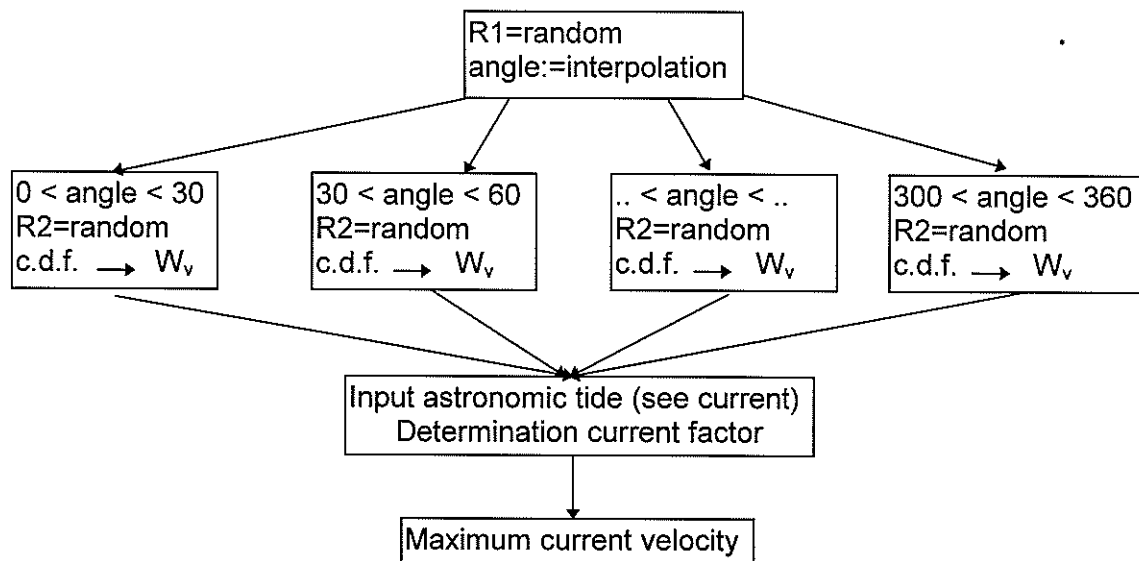 R1=random
angle:=interpolation
0 < angle < 30
R2=random
c.d.f. → Wv
30 < angle < 60
R2=random
c.d.f. → Wv
.. < angle < ..
R2=random
c.d.f. → Wv
300 < angle < 360
R2=random
c.d.f. → Wv
Input astronomic tide (see current)
Determination current factor
Maximum current velocity